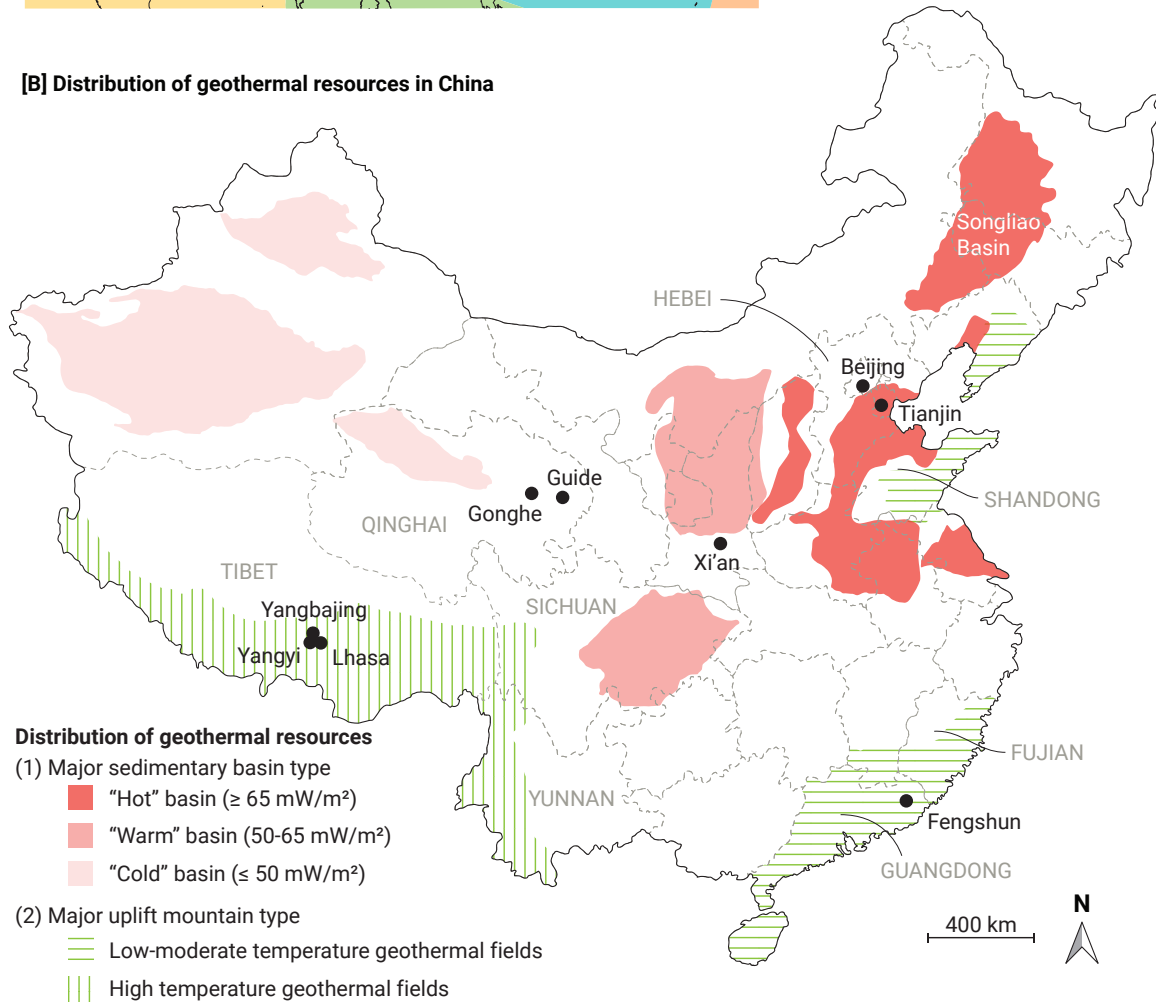 [B] Distribution of geothermal resources in China
Songliao
Basin
HEBEI
Beijing
Tianjin
Guide
Gonghe
SHANDONG
QINGHAI
Xi’an
TIBET
SICHUAN
Yangbajing
Yangyi
Lhasa
Distribution of geothermal resources
(1) Major sedimentary basin type
“Hot” basin (≥ 65 mW/m²)
“Warm” basin (50-65 mW/m²)
“Cold” basin (≤ 50 mW/m²)
(2) Major uplift mountain type
Low-moderate temperature geothermal fields
High temperature geothermal fields
FUJIAN
YUNNAN
Fengshun
GUANGDONG
N
400 km